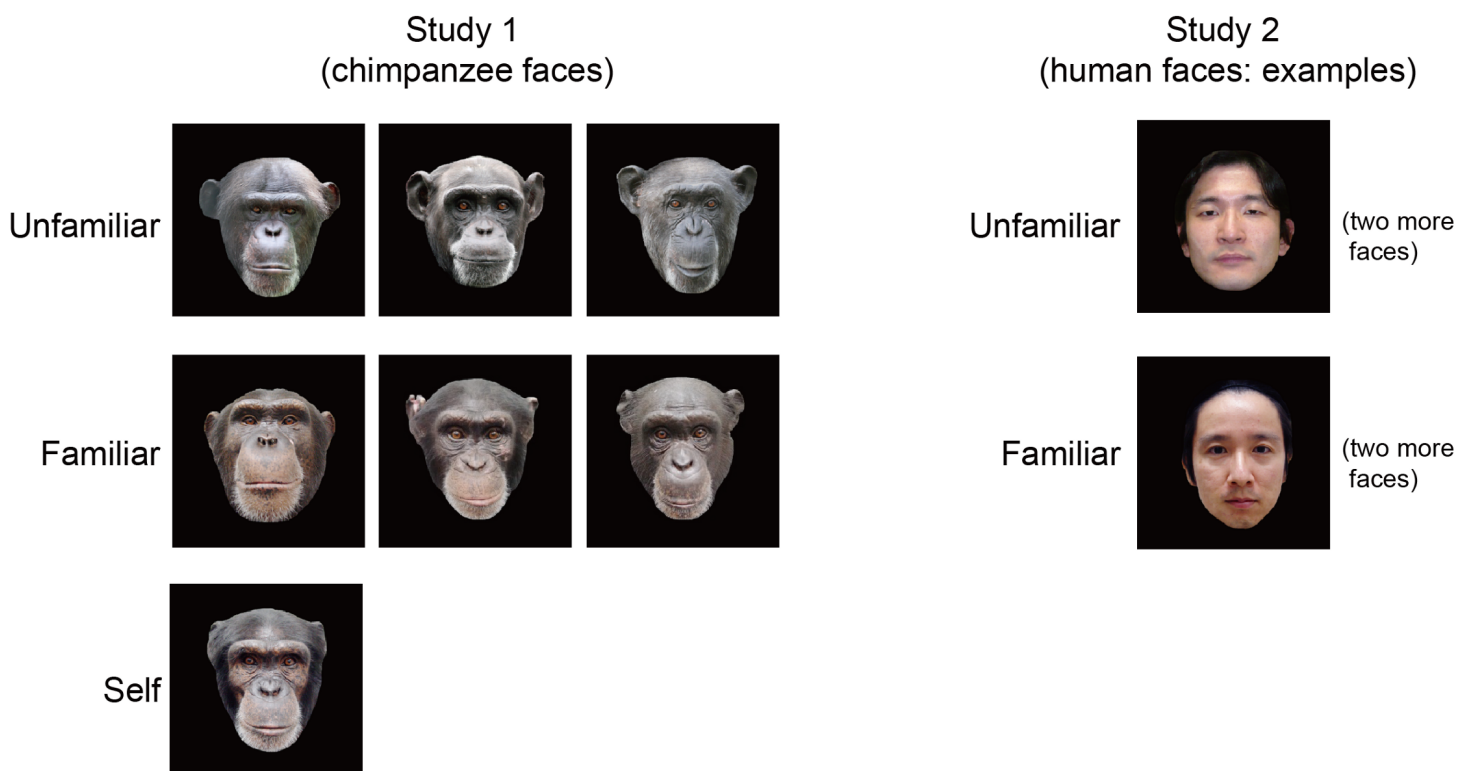 Study 1
(chimpanzee faces)
Unfamiliar
Familiar
Self
Study 2
(human faces: examples)
Unfamiliar
(two more
faces)
Familiar
(two more
faces)